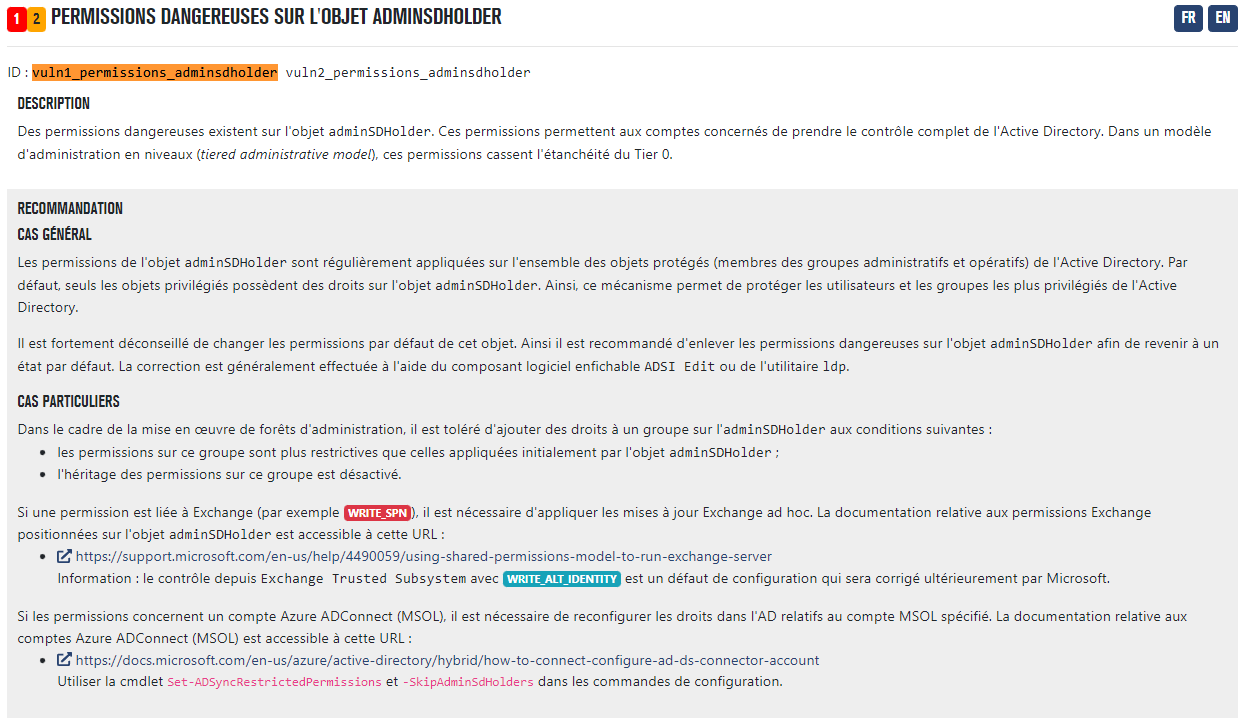 1 2 PERMISSIONS DANGEREUSES SUR L'OBJET ADMINSDHOLDER
FR EN
ID : vuln1_permissions_adminsdholder vuln2_permissions_adminsdholder
DESCRIPTION
Des permissions dangereuses existent sur l'objet adminSDHolder. Ces permissions permettent aux comptes concernés de prendre le contrôle complet de l'Active Directory. Dans un modèle
d'administration en niveaux (tiered administrative model), ces permissions cassent l'étanchéité du Tier 0.
RECOMMANDATION
CAS GÉNÉRAL
Les permissions de l'objet adminSDHolder sont régulièrement appliquées sur l'ensemble des objets protégés (membres des groupes administratifs et opératifs) de l'Active Directory. Par
défaut, seuls les objets privilégiés possèdent des droits sur l'objet adminSDHolder. Ainsi, ce mécanisme permet de protéger les utilisateurs et les groupes les plus privilégiés de l'Active
Directory.
Il est fortement déconseillé de changer les permissions par défaut de cet objet. Ainsi il est recommandé d'enlever les permissions dangereuses sur l'objet adminSDHolder afin de revenir à un
état par défaut. La correction est généralement effectuée à l'aide du composant logiciel enfichable ADSI Edit ou de l'utilitaire ldp.
CAS PARTICULIERS
Dans le cadre de la mise en œuvre de forêts d'administration, il est toléré d'ajouter des droits à un groupe sur l'adminSDHolder aux conditions suivantes :
• les permissions sur ce groupe sont plus restrictives que celles appliquées initialement par l'objet adminSDHolder ;
• l'héritage des permissions sur ce groupe est désactivé.
Si une permission est liée à Exchange (par exemple WRITE_SPN), il est nécessaire d'appliquer les mises à jour Exchange ad hoc. La documentation relative aux permissions Exchange
positionnées sur l'objet adminSDHolder est accessible à cette URL :
• https://support.microsoft.com/en-us/help/4490059/using-shared-permissions-model-to-run-exchange-server
Information : le contrôle depuis Exchange Trusted Subsystem avec WRITE_ALT_IDENTITY est un défaut de configuration qui sera corrigé ultérieurement par Microsoft.
Si les permissions concernent un compte Azure ADConnect (MSOL), il est nécessaire de reconfigurer les droits dans l'AD relatifs au compte MSOL spécifié. La documentation relative aux
comptes Azure ADConnect (MSOL) est accessible à cette URL :
• https://docs.microsoft.com/en-us/azure/active-directory/hybrid/how-to-connect-configure-ad-ds-connector-account
Utiliser la cmdlet Set-ADSyncRestrictedPermissions et -SkipAdminSdHolders dans les commandes de configuration.